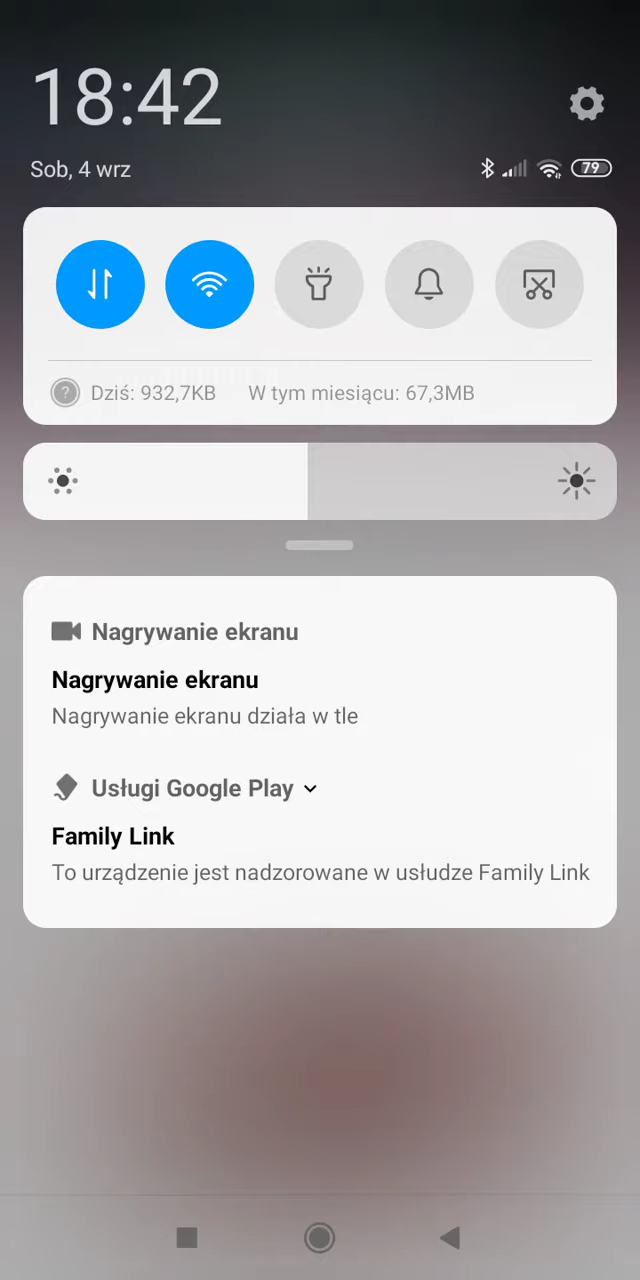 18:42
Sob, 4 wrz
79
Dziś: 932,7KB W tym miesiącu: 67,3MB
Nagrywanie ekranu
Nagrywanie ekranu
Nagrywanie ekranu działa w tle
Usługi Google Play
Family Link
To urządzenie jest nadzorowane w usłudze Family Link